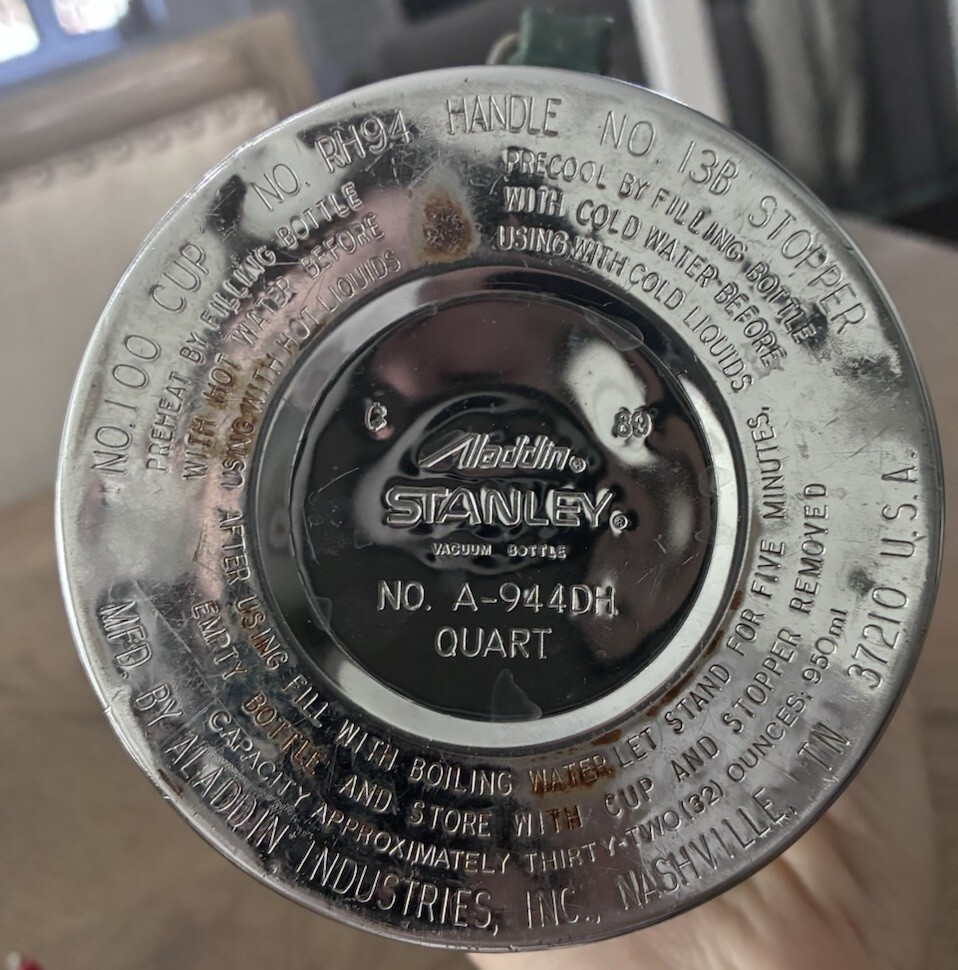 NO. 100 CUP NO. RH94 HANDLE NO. 13B STOPPER
PREHEAT BY FILLING BOTTLE
WITH HOT WATER BEFORE
USING WITH HOT LIQUIDS
PRECOOL BY FILLING BOTTLE
WITH COLD WATER BEFORE
USING WITH COLD LIQUIDS
89
Aladdin®
STANLEY®
VACUUM BOTTLE
NO. A-944DH
QUART
AFTER USING FILL WITH BOILING WATER LET STAND FOR FIVE MINUTES,
EMPTY BOTTLE AND STORE WITH CUP AND STOPPER REMOVED
CAPACITY APPROXIMATELY THIRTY-TWO (32) OUNCES: 950ml
MFD. BY ALADDIN INDUSTRIES, INC., NASHVILLE, TN 37210 U.S.A.